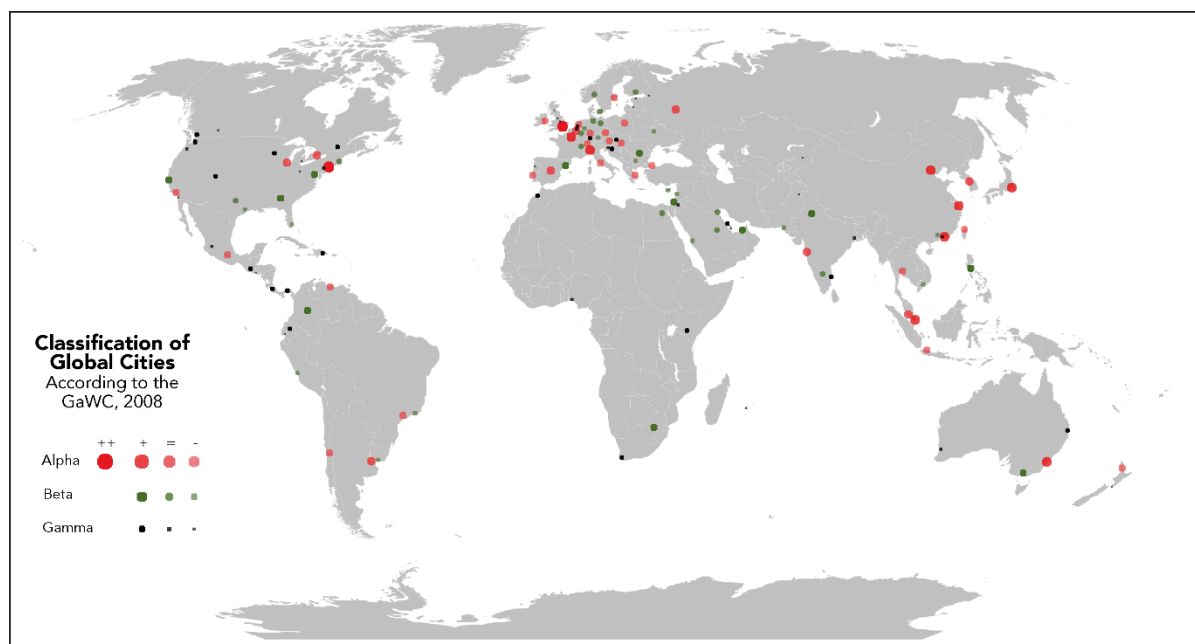 Classification of
Global Cities
According to the
GaWC, 2008
++ + = -
Alpha
Beta
Gamma